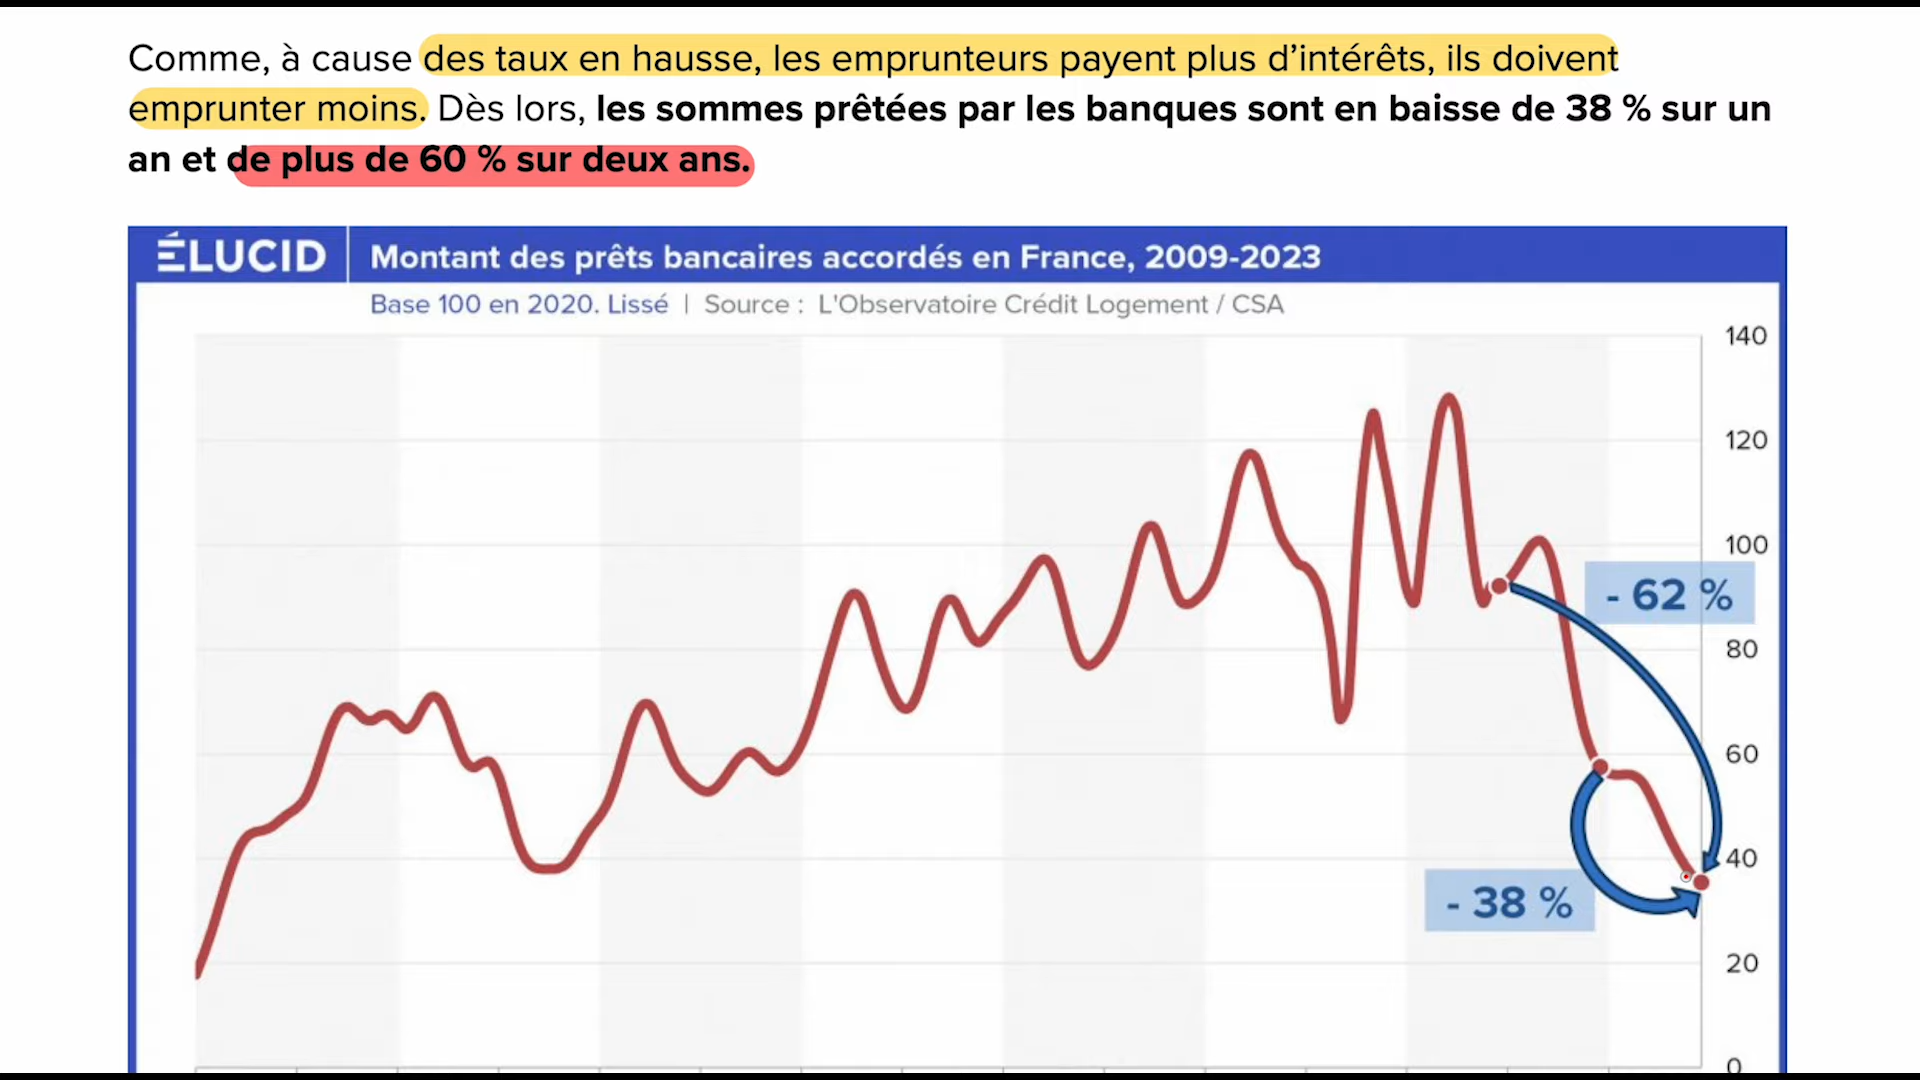 Comme, à cause des taux en hausse, les emprunteurs payent plus d’intérêts, ils doivent
emprunter moins. Dès lors, les sommes prêtées par les banques sont en baisse de 38 % sur un
an et de plus de 60 % sur deux ans.
ÉLUCID
Montant des prêts bancaires accordés en France, 2009-2023
Base 100 en 2020. Lissé | Source : L'Observatoire Crédit Logement / CSA
140
120
100
- 62 %
80
60
40
- 38 %
20
0